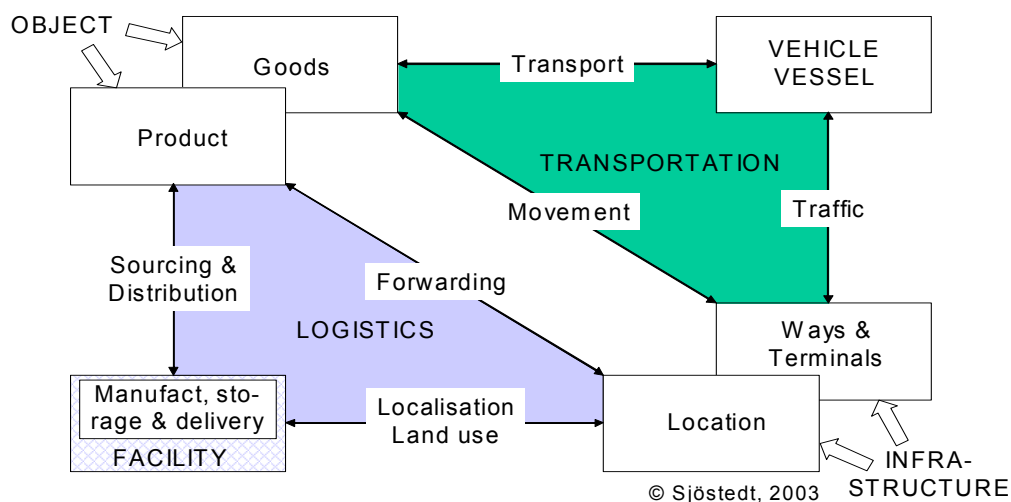 OBJECT
Goods
Transport
VEHICLE
VESSEL
Product
TRANSPORTATION
Movement
Traffic
Sourcing &
Distribution
Forwarding
LOGISTICS
Ways &
Terminals
Manufact, sto-
rage & delivery
FACILITY
Localisation
Land use
Location
INFRA-
STRUCTURE
© Sjöstedt, 2003